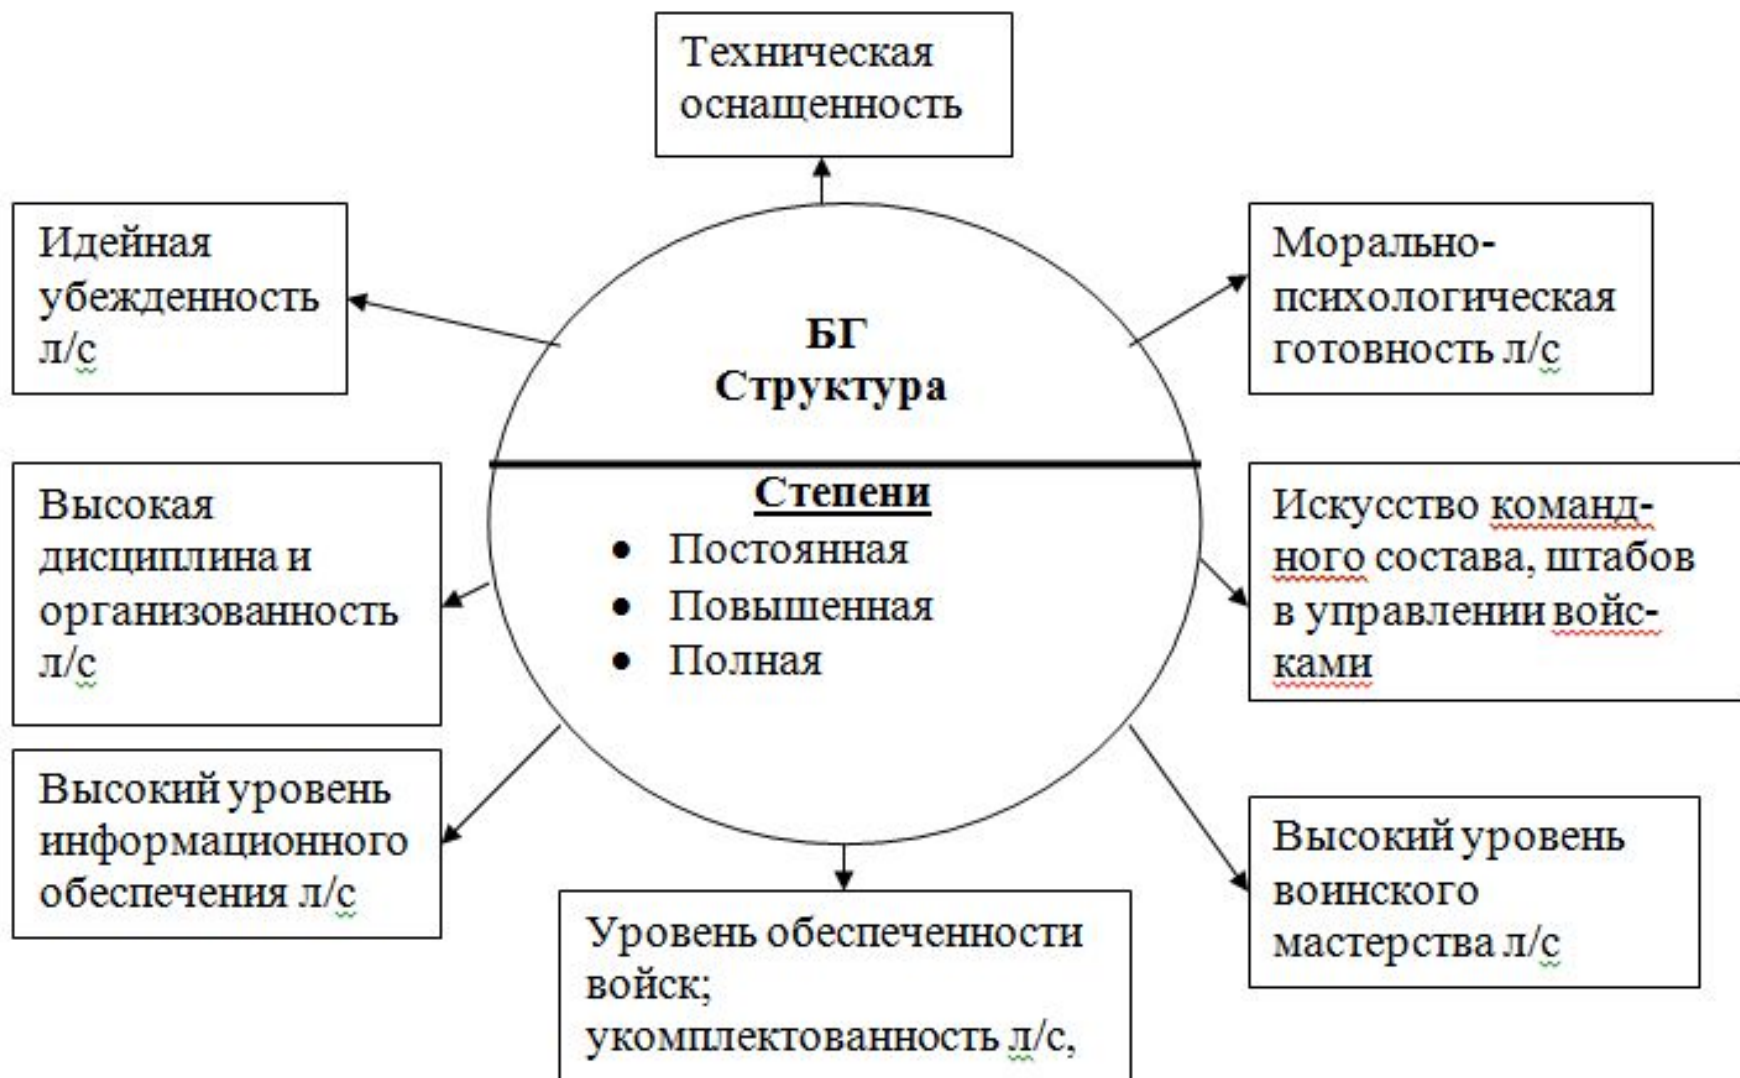 Техническая
оснащенность
Идейная
убежденность
л/с
БГ
Структура
Морально-
психологическая
готовность л/с
Высокая
дисциплина и
организованность
л/с
Степени
• Постоянная
• Повышенная
• Полная
Искусство команд-
ного состава, штабов
в управлении войс-
ками
Высокий уровень
информационного
обеспечения л/с
Уровень обеспеченности
войск;
укомплектованность л/с,
Высокий уровень
воинского
мастерства л/с